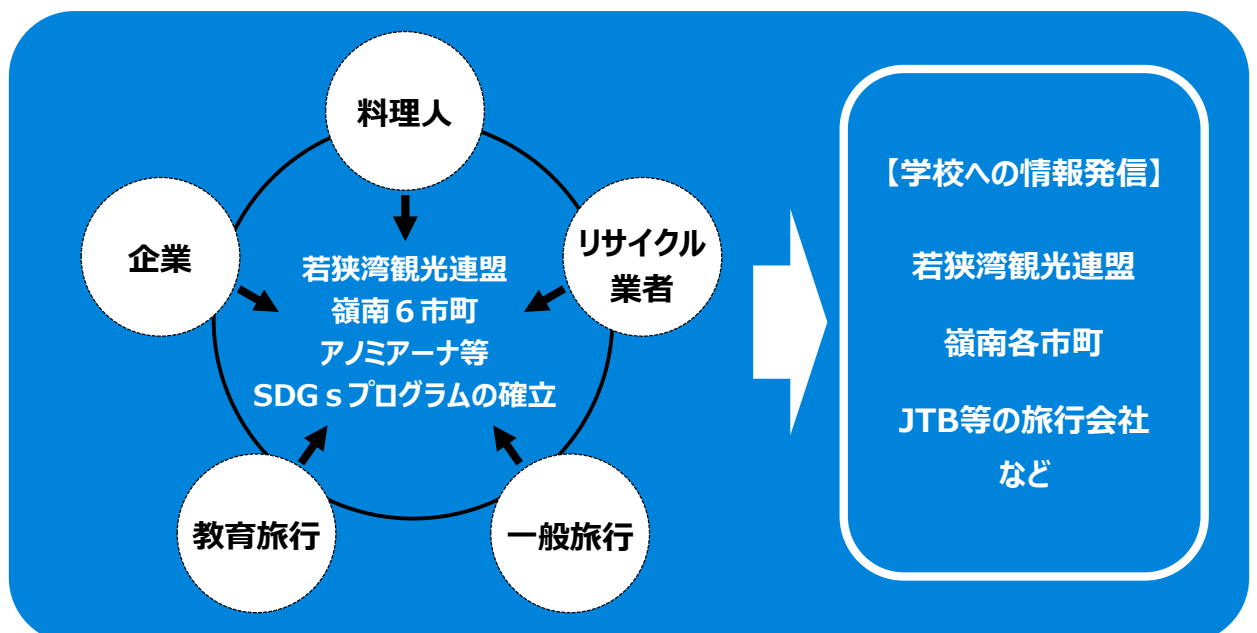 料理人
企業
リサイクル
業者
若狭湾観光連盟
嶺南６市町
アノミアーナ等
SDGｓプログラムの確立
教育旅行
一般旅行
【学校への情報発信】
若狭湾観光連盟
嶺南各市町
JTB等の旅行会社
など